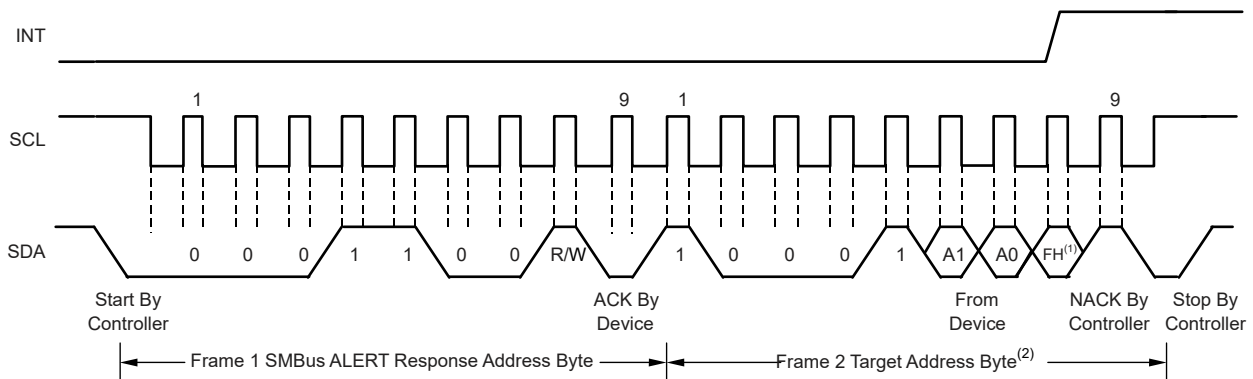 INT
1 9 1 9
SCL
SDA
0 0 0 1 1 0 0 R/W 1 0 0 0 1 A1 A0 FH(1)
Start By
Controller
ACK By
Device
From
Device
NACK By
Controller
Stop By
Controller
Frame 1 SMBus ALERT Response Address Byte
Frame 2 Target Address Byte(2)